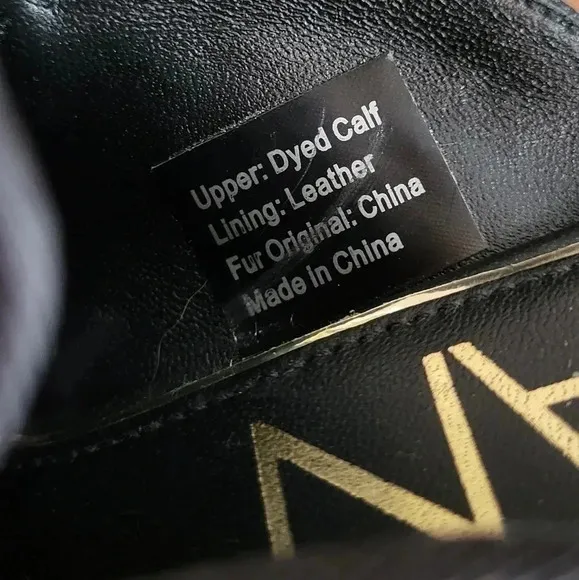 Upper: Dyed Calf
Lining: Leather
Fur Original: China
Made in China